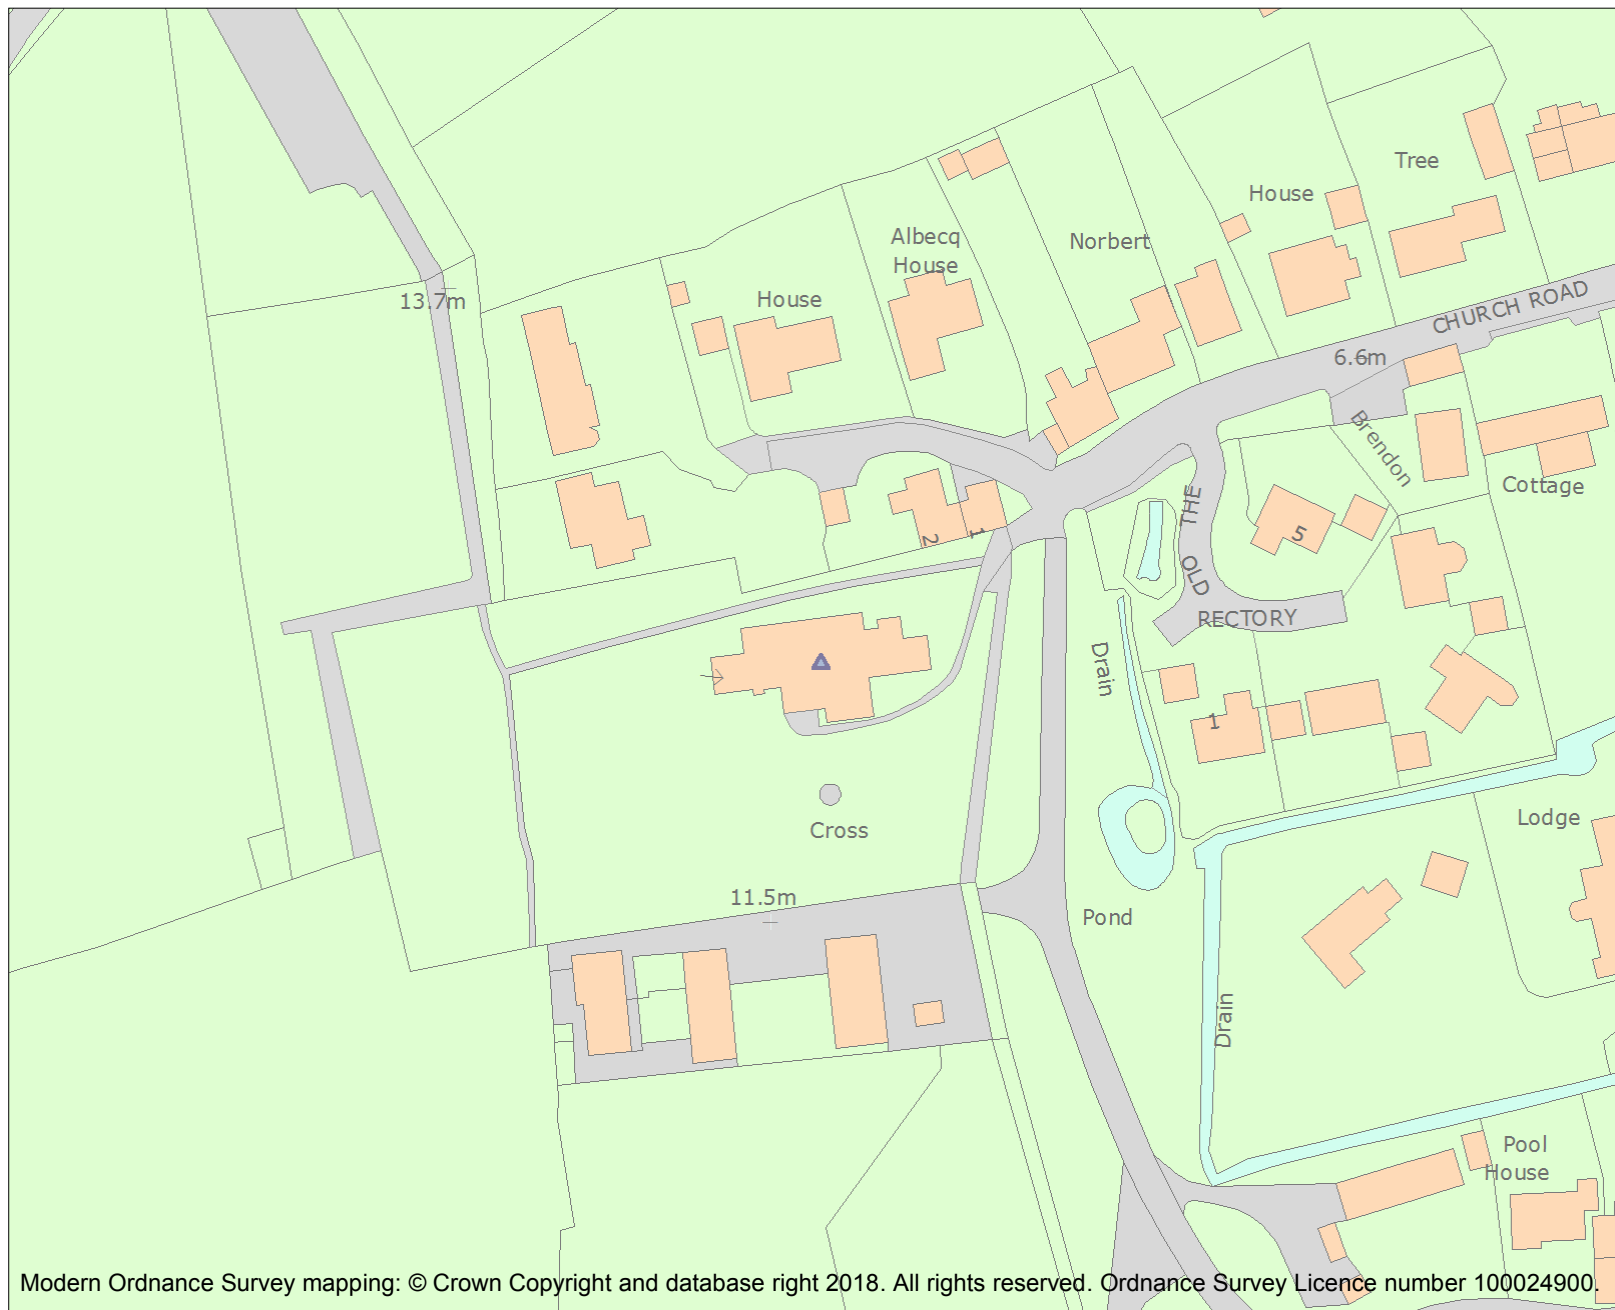 Tree
House
Albecq
House
Norbert
House
13.7m
CHURCH ROAD
6.6m
Brendon
Cottage
THE
OLD
RECTORY
5
2
1
Drain
1
Cross
Lodge
11.5m
Pond
Drain
Pool
House
Modern Ordnance Survey mapping: © Crown Copyright and database right 2018. All rights reserved. Ordnance Survey Licence number 100024900.